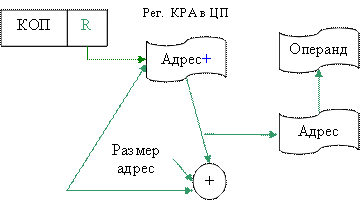 Рег. КРА в ЦП
КОП R
Адрес+
Операнд
Адрес
Размер
адрес
+